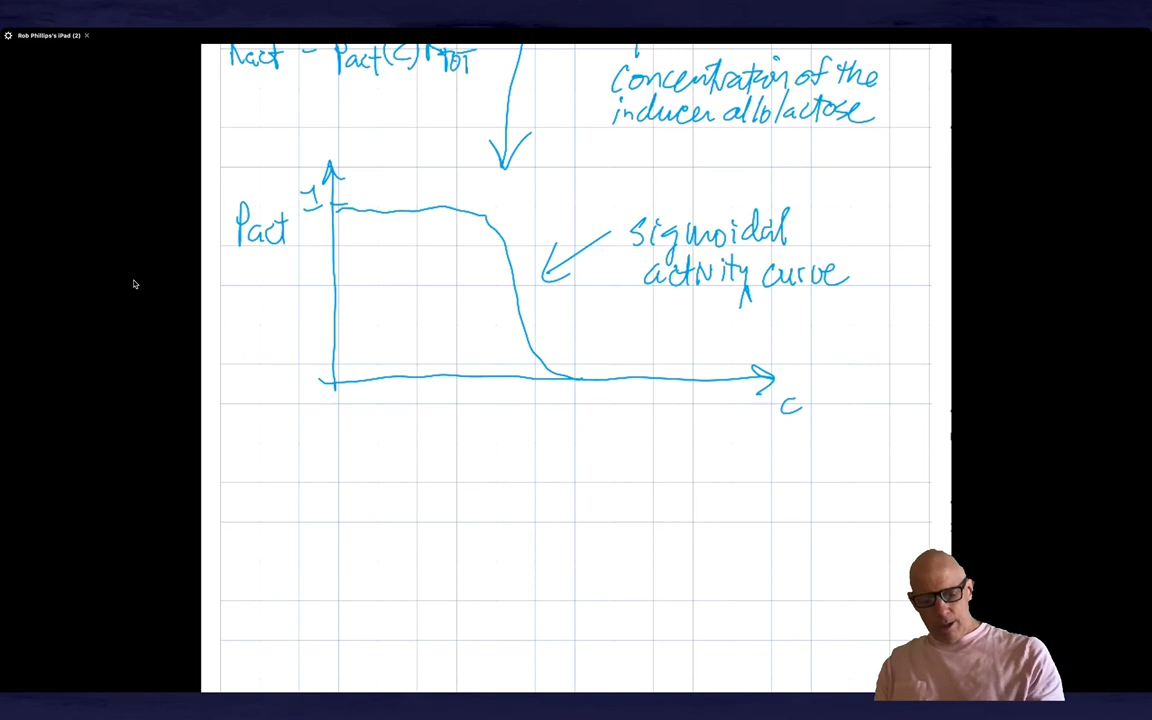 Rob Phillips's iPad (2)
Pact(C)
concentration of the
inducer allolactose
1
Pact
sigmoidal
activity curve
c